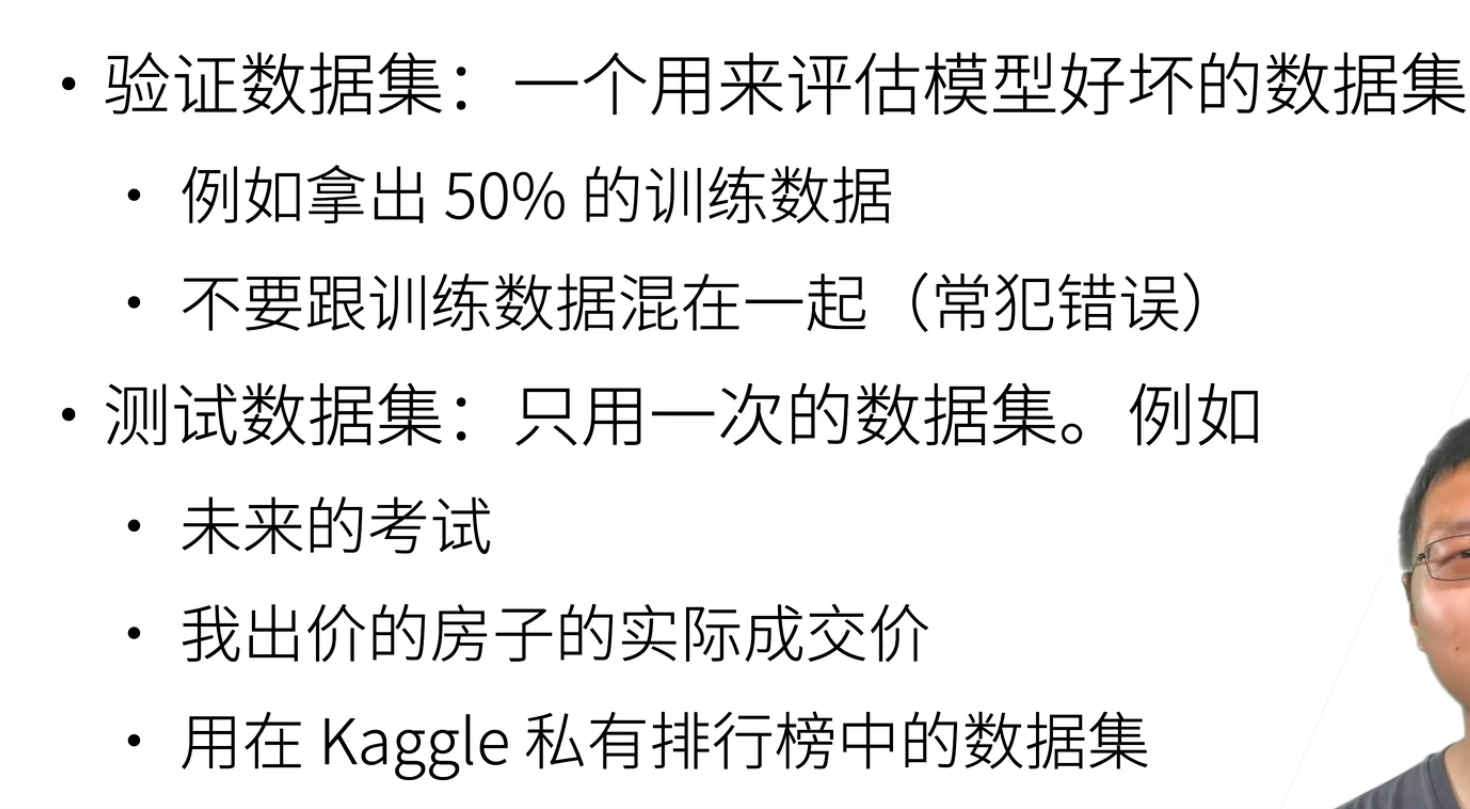 • 验证数据集：一个用来评估模型好坏的数据集
• 例如拿出 50% 的训练数据
• 不要跟训练数据混在一起（常犯错误）
• 测试数据集：只用一次的数据集。例如
• 未来的考试
• 我出价的房子的实际成交价
• 用在 Kaggle 私有排行榜中的数据集